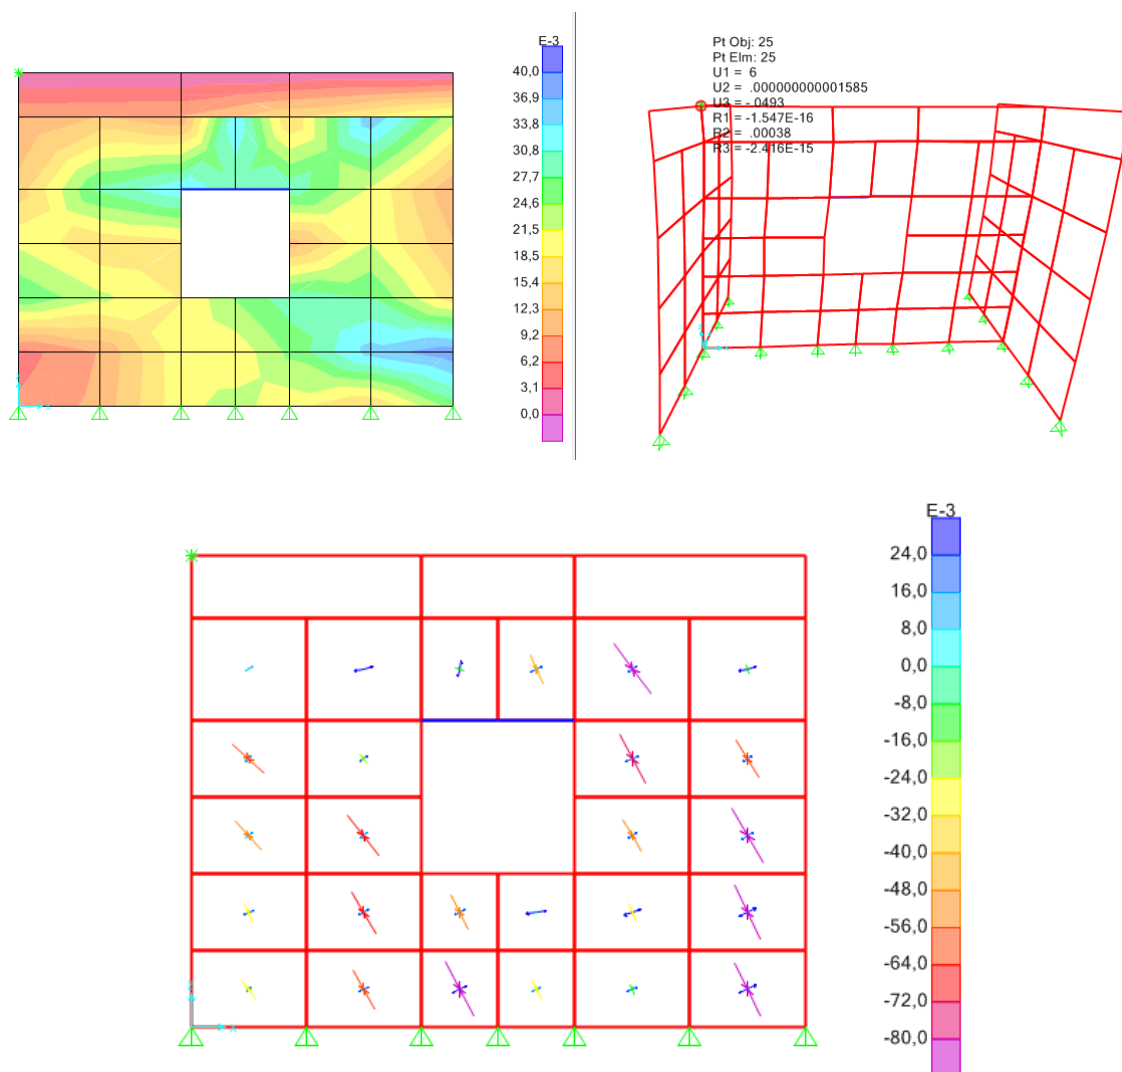 E-3
40,0
36,9
33,8
30,8
27,7
24,6
21,5
18,5
15,4
12,3
9,2
6,2
3,1
0,0
Pt Obj: 25
Pt Elm: 25
U1 = 6
U2 = .000000000001585
U3 = -.0493
R1 = -1.547E-16
R2 = .00038
R3 = -2.416E-15
E-3
24,0
16,0
8,0
0,0
-8,0
-16,0
-24,0
-32,0
-40,0
-48,0
-56,0
-64,0
-72,0
-80,0